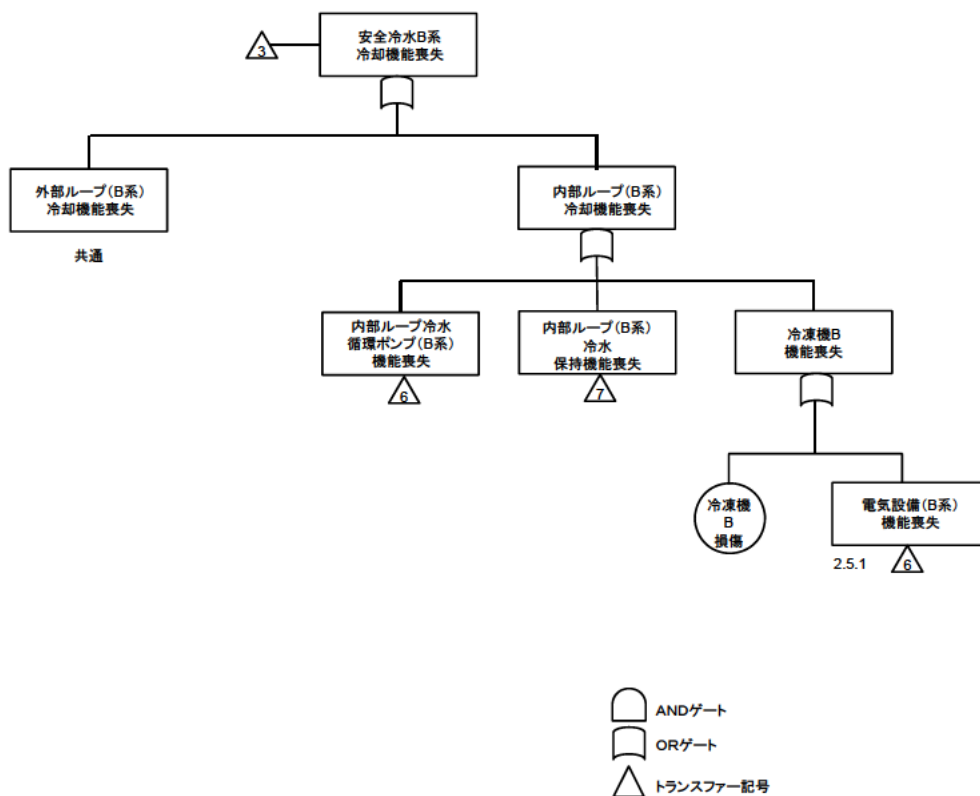 安全冷水B系
冷却機能喪失
3
外部ループ(B系)
冷却機能喪失
共通
内部ループ(B系)
冷却機能喪失
内部ループ冷水
循環ポンプ(B系)
機能喪失
6
内部ループ(B系)
冷水
保持機能喪失
7
冷凍機B
機能喪失
冷凍機
B
損傷
電気設備(B系)
機能喪失
2.5.1
6
ANDゲート
ORゲート
トランスファー記号